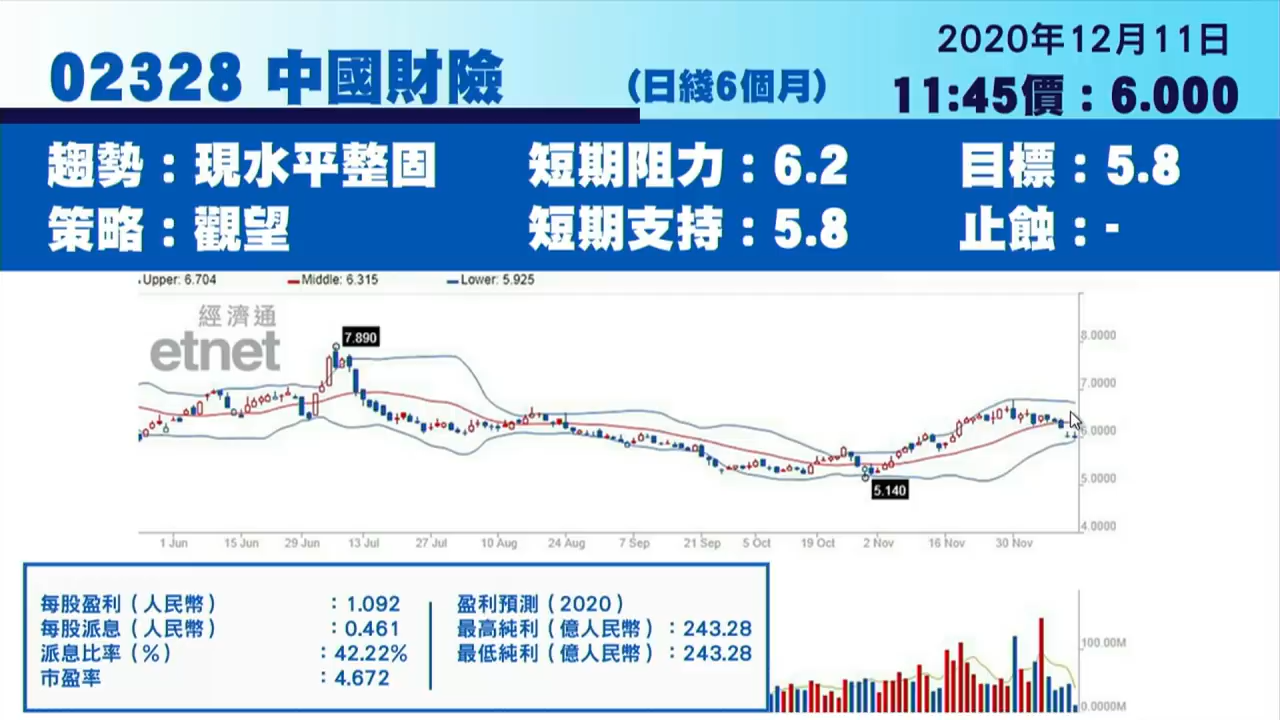 02328 中國財險
(日綫6個月)
2020年12月11日
11:45價：6.000
趨勢：現水平整固
短期阻力：6.2
目標：5.8
策略：觀望
短期支持：5.8
止蝕：-
Upper: 6.704
Middle: 6.315
Lower: 5.925
經濟通
etnet
7.890
5.140
8.0000
7.0000
6.0000
5.0000
4.0000
1 Jun 15 Jun 29 Jun 13 Jul 27 Jul 10 Aug 24 Aug 7 Sep 21 Sep 5 Oct 19 Oct 2 Nov 16 Nov 30 Nov
每股盈利（人民幣）：1.092
每股派息（人民幣）：0.461
派息比率（%）：42.22%
市盈率：4.672
盈利預測（2020）
最高純利（億人民幣）：243.28
最低純利（億人民幣）：243.28
100.00M
0.0000M